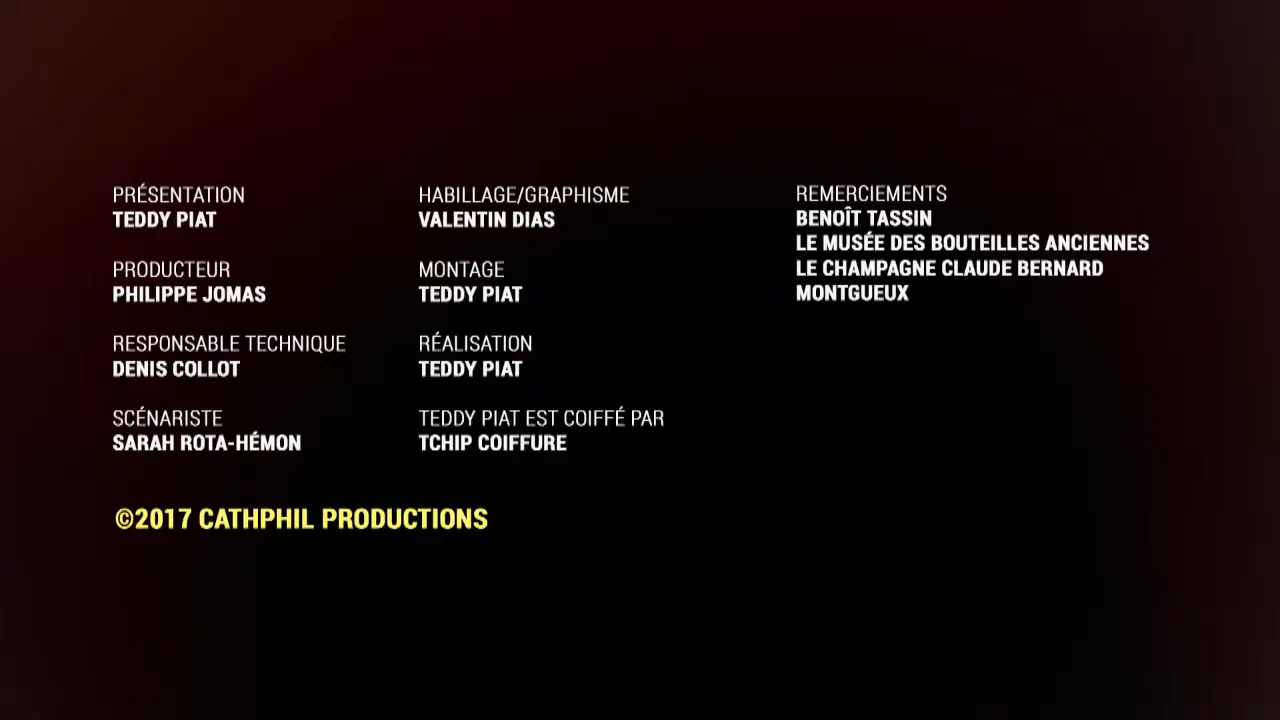 PRÉSENTATION
TEDDY PIAT
PRODUCTEUR
PHILIPPE JOMAS
RESPONSABLE TECHNIQUE
DENIS COLLOT
SCÉNARISTE
SARAH ROTA-HÉMON
HABILLAGE/GRAPHISME
VALENTIN DIAS
MONTAGE
TEDDY PIAT
RÉALISATION
TEDDY PIAT
TEDDY PIAT EST COIFFÉ PAR
TCHIP COIFFURE
REMERCIEMENTS
BENOÎT TASSIN
LE MUSÉE DES BOUTEILLES ANCIENNES
LE CHAMPAGNE CLAUDE BERNARD
MONTGUEUX
©2017 CATHPHIL PRODUCTIONS